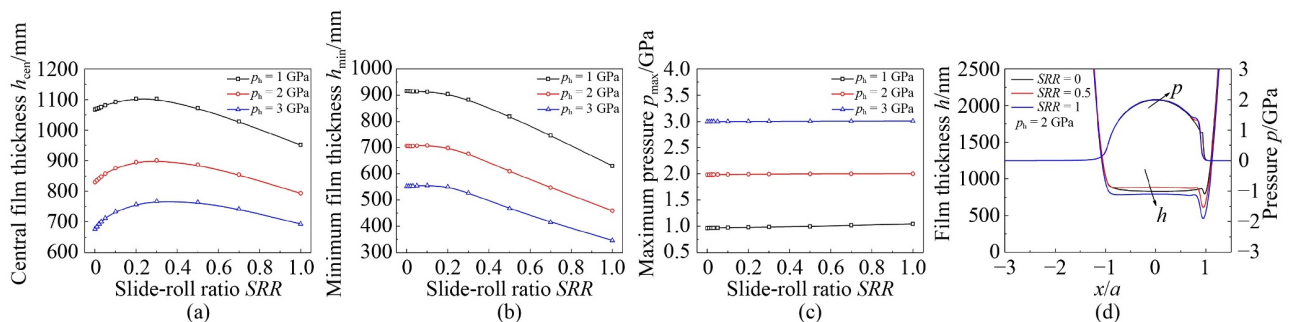 Central film thickness h_cen/mm
1200
1100
1000
900
800
700
600
p_h = 1 GPa
p_h = 2 GPa
p_h = 3 GPa
0 0.2 0.4 0.6 0.8 1.0
Slide-roll ratio SRR
(a)
Minimum film thickness h_min/mm
1000
900
800
700
600
500
400
300
p_h = 1 GPa
p_h = 2 GPa
p_h = 3 GPa
0 0.2 0.4 0.6 0.8 1.0
Slide-roll ratio SRR
(b)
Maximum pressure p_max/GPa
4.0
3.5
3.0
2.5
2.0
1.5
1.0
0.5
p_h = 1 GPa
p_h = 2 GPa
p_h = 3 GPa
0 0.2 0.4 0.6 0.8 1.0
Slide-roll ratio SRR
(c)
Film thickness h/nm
2500
2000
1500
1000
500
0
SRR = 0
SRR = 0.5
SRR = 1
p_h = 2 GPa
p
h
3
2
1
0
−1
−2
−3
Pressure p/GPa
−3 −2 −1 0 1 2
x/a
(d)